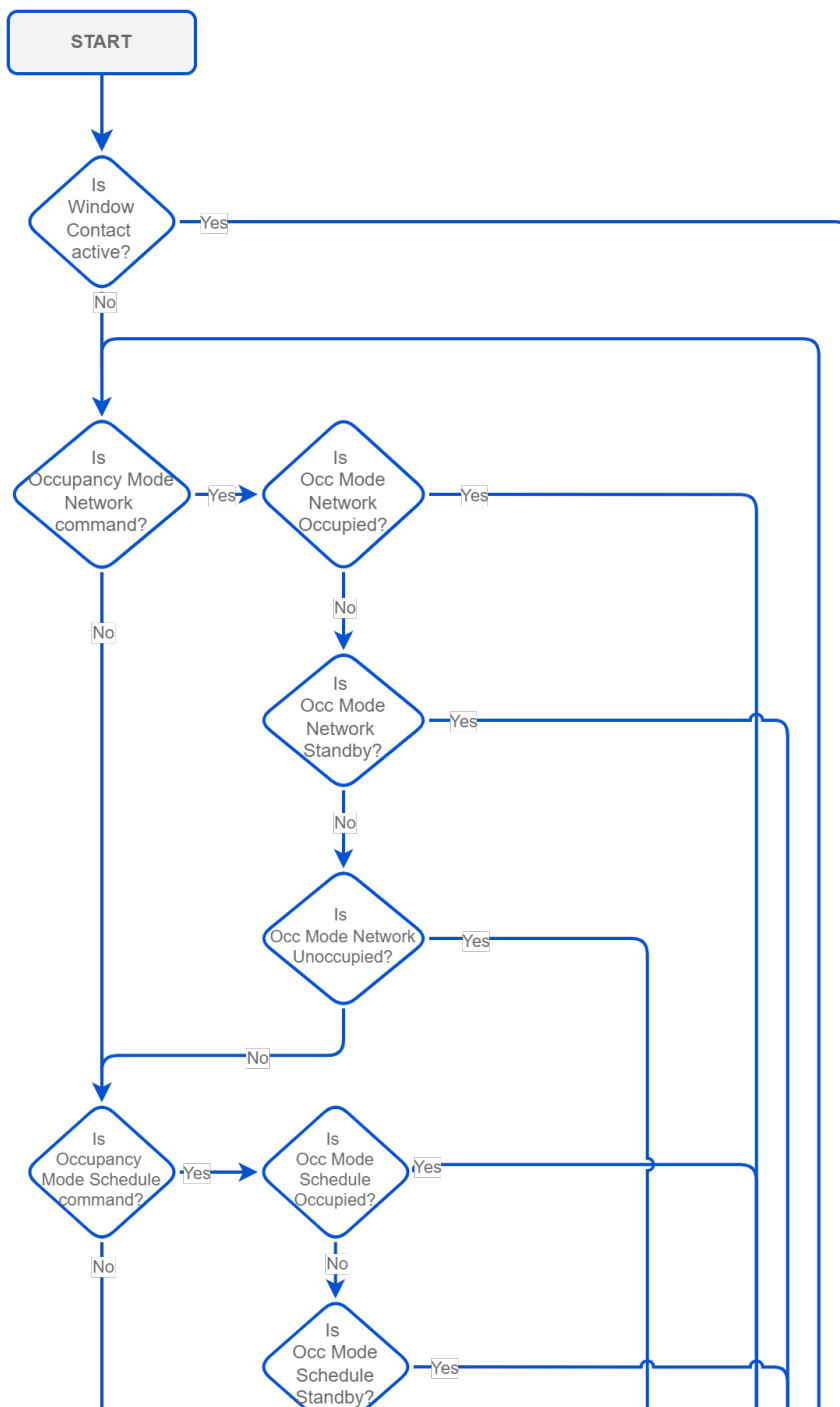 START
Is
Window
Contact
active?
Yes
No
Is
Occupancy Mode
Network
command?
Yes
Is
Occ Mode
Network
Occupied?
Yes
No
No
Is
Occ Mode
Network
Standby?
Yes
No
Is
Occ Mode Network
Unoccupied?
Yes
No
Is
Occupancy
Mode Schedule
command?
Yes
Is
Occ Mode
Schedule
Occupied?
Yes
No
No
Is
Occ Mode
Schedule
Standby?
Yes